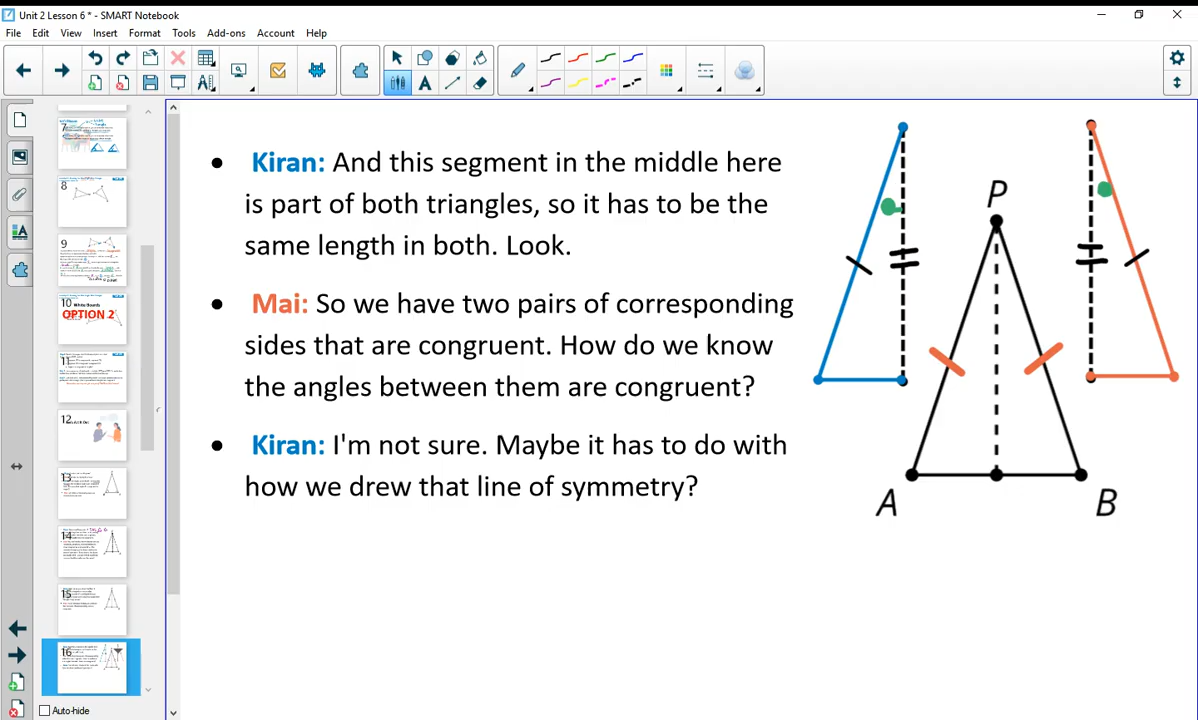 Unit 2 Lesson 6 * - SMART Notebook
File Edit View Insert Format Tools Add-ons Account Help
7
8
9
10 White Boards
OPTION 2
11
12
13
14
15
16
Auto-hide
• Kiran: And this segment in the middle here
is part of both triangles, so it has to be the
same length in both. Look.
• Mai: So we have two pairs of corresponding
sides that are congruent. How do we know
the angles between them are congruent?
• Kiran: I'm not sure. Maybe it has to do with
how we drew that line of symmetry?
P
A
B